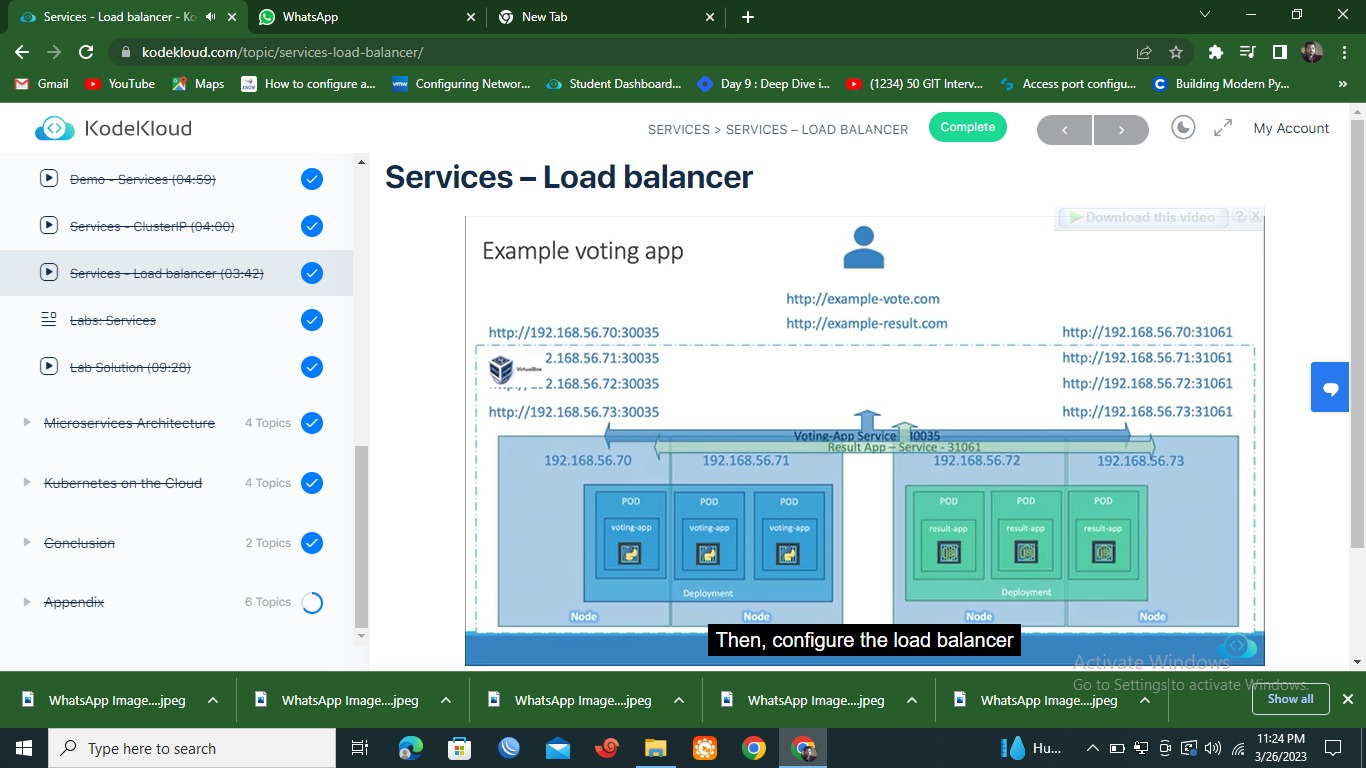 Services - Load balancer - Ko
WhatsApp
New Tab
kodekloud.com/topic/services-load-balancer/
Gmail
YouTube
Maps
How to configure a...
Configuring Networ...
Student Dashboard...
Day 9 : Deep Dive i...
(1234) 50 GIT Interv...
Access port configu...
Building Modern Py...
»
KodeKloud
SERVICES > SERVICES – LOAD BALANCER
Complete
My Account
Demo - Services (04:59)
Services - ClusterIP (04:00)
Services - Load balancer (03:42)
Labs: Services
Lab Solution (09:28)
Microservices Architecture 4 Topics
Kubernetes on the Cloud 4 Topics
Conclusion 2 Topics
Appendix 6 Topics
Services – Load balancer
Download this video ? X
Example voting app
http://example-vote.com
http://example-result.com
http://192.168.56.70:30035
2.168.56.71:30035
2.168.56.72:30035
http://192.168.56.73:30035
http://192.168.56.70:31061
http://192.168.56.71:31061
http://192.168.56.72:31061
http://192.168.56.73:31061
VirtualBox
Voting-App Service 30035
Result App – Service - 31061
192.168.56.70
192.168.56.71
192.168.56.72
192.168.56.73
POD POD POD
voting-app voting-app voting-app
Deployment
Node Node
POD POD POD
result-app result-app result-app
Deployment
Node Node
Then, configure the load balancer
Activate Windows
Go to Settings to activate Windows.
WhatsApp Image....jpeg
WhatsApp Image....jpeg
WhatsApp Image....jpeg
WhatsApp Image....jpeg
WhatsApp Image....jpeg
Show all
Type here to search
Hu...
11:24 PM
3/26/2023